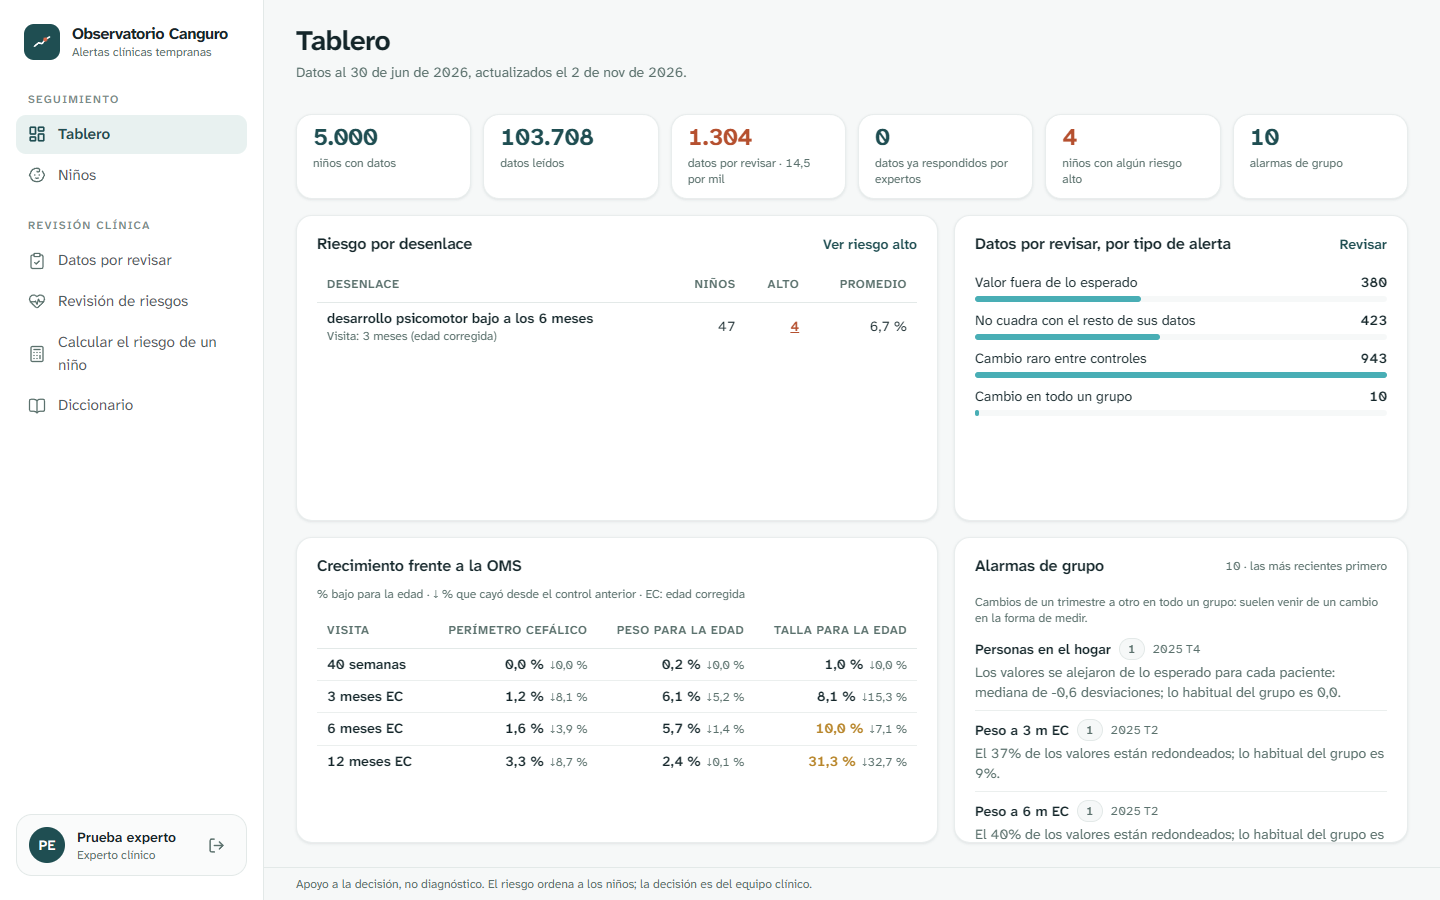 Observatorio Canguro
Alertas clínicas tempranas
SEGUIMIENTO
Tablero
Niños
REVISIÓN CLÍNICA
Datos por revisar
Revisión de riesgos
Calcular el riesgo de un
niño
Diccionario
PE
Prueba experto
Experto clínico
Tablero
Datos al 30 de jun de 2026, actualizados el 2 de nov de 2026.
5.000
niños con datos
103.708
datos leídos
1.304
datos por revisar · 14,5
por mil
0
datos ya respondidos por
expertos
4
niños con algún riesgo
alto
10
alarmas de grupo
Riesgo por desenlace
Ver riesgo alto
DESENLACE NIÑOS ALTO PROMEDIO
desarrollo psicomotor bajo a los 6 meses
Visita: 3 meses (edad corregida)
47 4 6,7 %
Datos por revisar, por tipo de alerta
Revisar
Valor fuera de lo esperado 380
No cuadra con el resto de sus datos 423
Cambio raro entre controles 943
Cambio en todo un grupo 10
Crecimiento frente a la OMS
% bajo para la edad · ↓ % que cayó desde el control anterior · EC: edad corregida
VISITA PERÍMETRO CEFÁLICO PESO PARA LA EDAD TALLA PARA LA EDAD
40 semanas 0,0 % ↓0,0 % 0,2 % ↓0,0 % 1,0 % ↓0,0 %
3 meses EC 1,2 % ↓8,1 % 6,1 % ↓5,2 % 8,1 % ↓15,3 %
6 meses EC 1,6 % ↓3,9 % 5,7 % ↓1,4 % 10,0 % ↓7,1 %
12 meses EC 3,3 % ↓8,7 % 2,4 % ↓0,1 % 31,3 % ↓32,7 %
Alarmas de grupo
10 · las más recientes primero
Cambios de un trimestre a otro en todo un grupo: suelen venir de un cambio
en la forma de medir.
Personas en el hogar 1 2025 T4
Los valores se alejaron de lo esperado para cada paciente:
mediana de -0,6 desviaciones; lo habitual del grupo es 0,0.
Peso a 3 m EC 1 2025 T2
El 37% de los valores están redondeados; lo habitual del grupo es
9%.
Peso a 6 m EC 1 2025 T2
El 40% de los valores están redondeados; lo habitual del grupo es
Apoyo a la decisión, no diagnóstico. El riesgo ordena a los niños; la decisión es del equipo clínico.